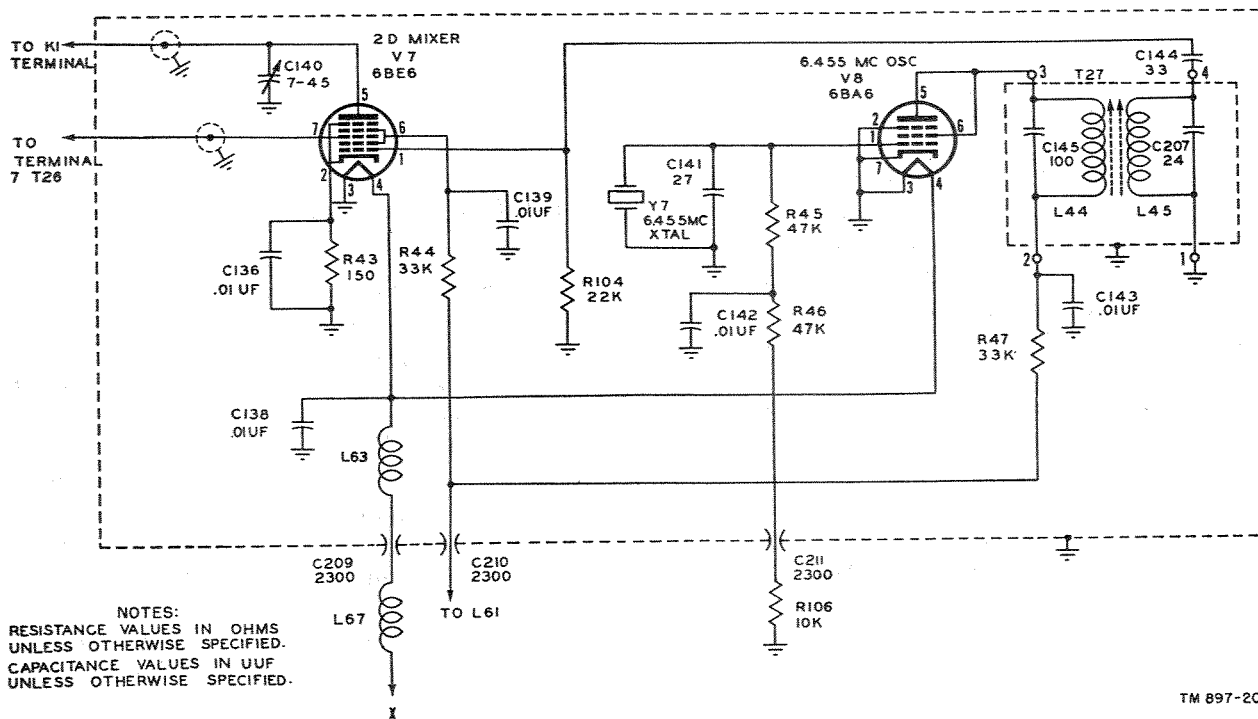 TO K1
TERMINAL
C140
7-45
2D MIXER
V7
6BE6
5
7
6
1
2
3
4
TO
TERMINAL
7 T26
C139
.01UF
C136
.01UF
R43
150
R44
33K
R104
22K
C138
.01UF
L63
6.455 MC OSC
V8
6BA6
5
2
1
7
6
3
4
C141
27
Y7
6.455MC
XTAL
R45
47K
C142
.01UF
R46
47K
3
T27
C144
33
4
C145
100
C207
24
L44
L45
2
1
C143
.01UF
R47
33K
C209
2300
C210
2300
C211
2300
L67
TO L61
R106
10K
X
NOTES:
RESISTANCE VALUES IN OHMS
UNLESS OTHERWISE SPECIFIED.
CAPACITANCE VALUES IN UUF
UNLESS OTHERWISE SPECIFIED.
TM 897-20